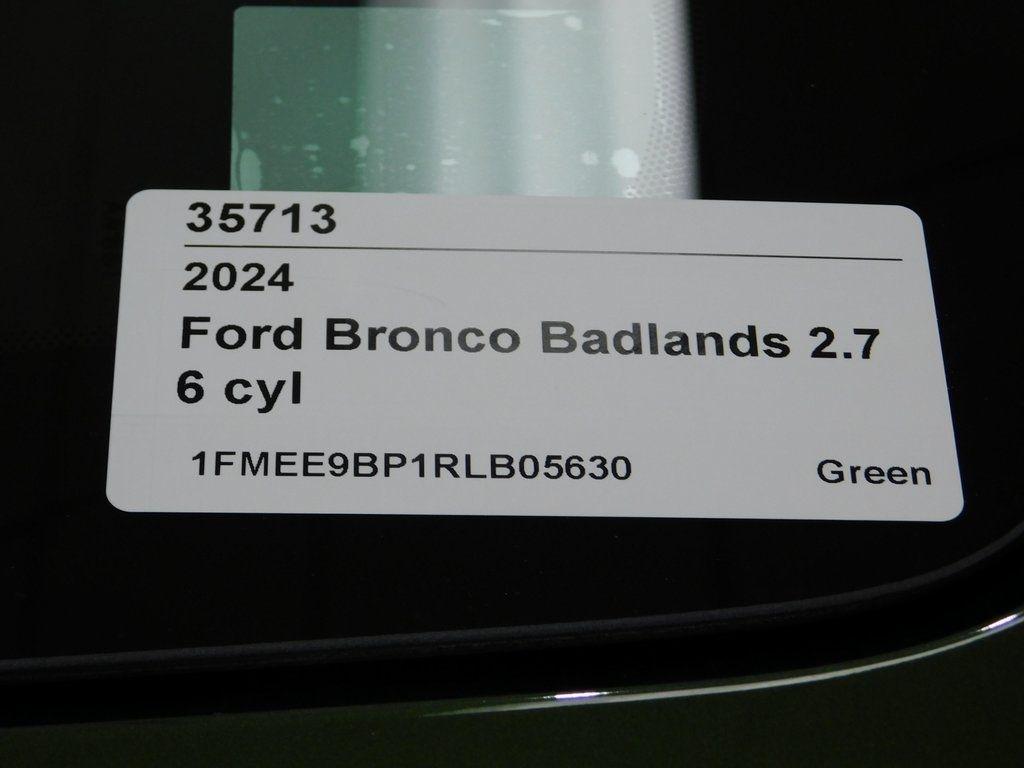 35713
2024
Ford Bronco Badlands 2.7
6 cyl
1FMEE9BP1RLB05630 Green